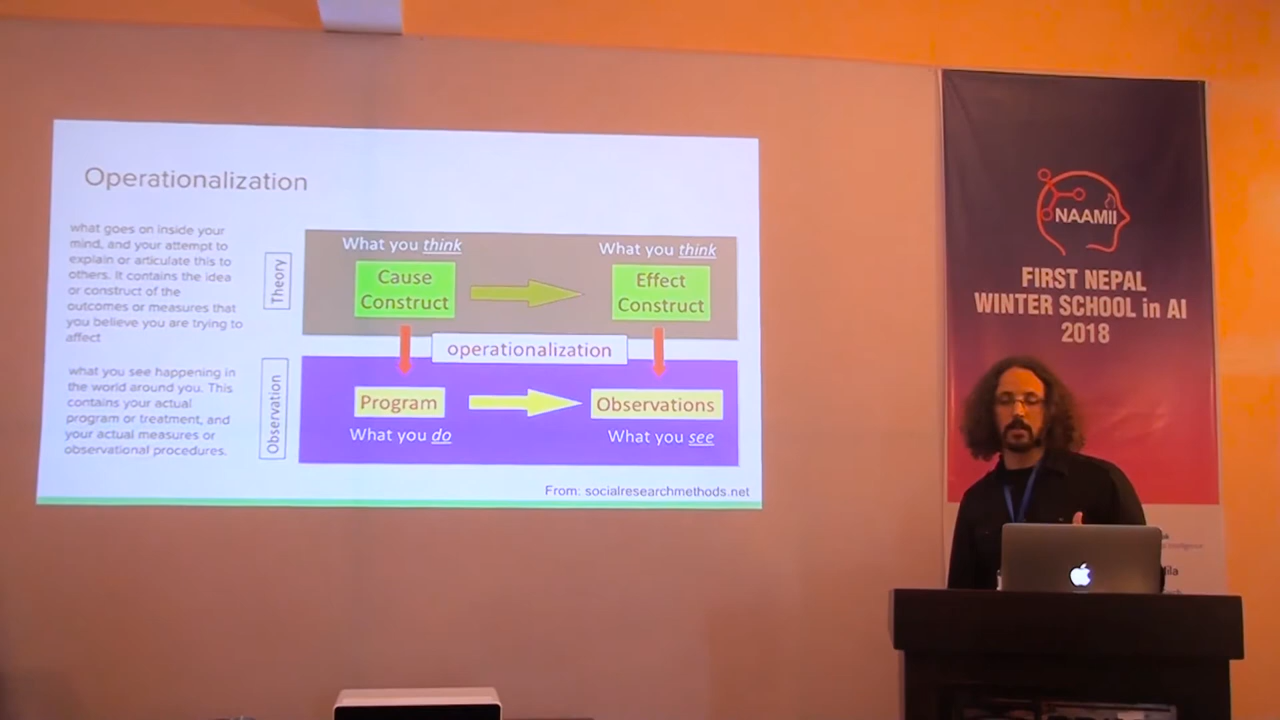 Operationalization
what goes on inside your
mind, and your attempt to
explain or articulate this to
others. It contains the idea
or construct of the
outcomes or measures that
you believe you are trying to
affect
what you see happening in
the world around you. This
contains your actual
program or treatment, and
your actual measures or
observational procedures.
Theory
Observation
What you think
What you think
Cause
Construct
Effect
Construct
operationalization
Program
Observations
What you do
What you see
From: socialresearchmethods.net
NAAMII
FIRST NEPAL
WINTER SCHOOL in AI
2018